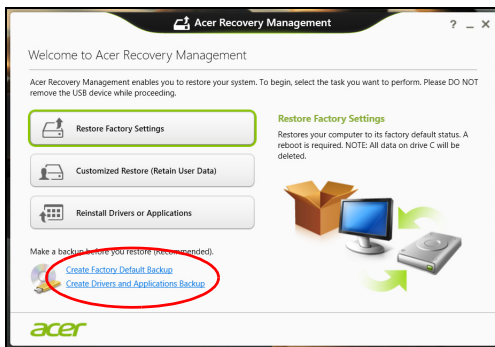 Acer Recovery Management
? _ X
Welcome to Acer Recovery Management
Acer Recovery Management enables you to restore your system. To begin, select the task you want to perform. Please DO NOT
remove the USB device while proceeding.
Restore Factory Settings
Customized Restore (Retain User Data)
Reinstall Drivers or Applications
Restore Factory Settings
Restores your computer to its factory default status. A
reboot is required. NOTE: All data on drive C will be
deleted.
Make a backup before you restore (Recommended).
Create Factory Default Backup
Create Drivers and Applications Backup
acer